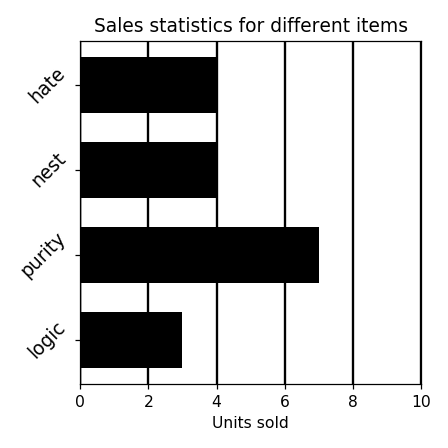 Sales statistics for different items
hate
nest
purity
logic
0 2 4 6 8 10
Units sold